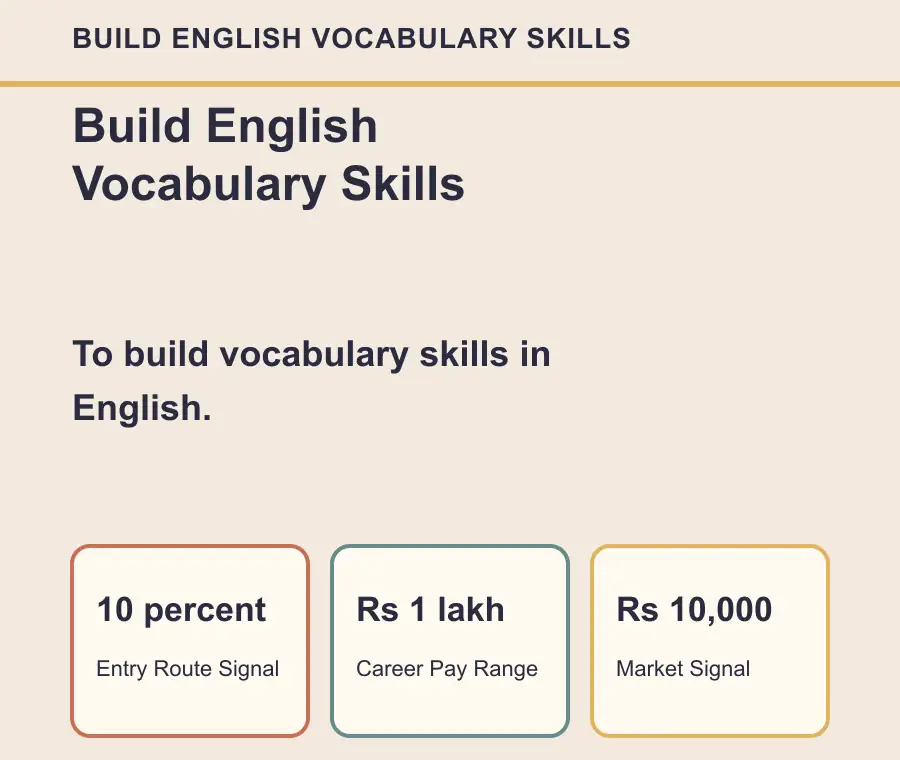 BUILD ENGLISH VOCABULARY SKILLS
Build English
Vocabulary Skills
To build vocabulary skills in
English.
10 percent
Entry Route Signal
Rs 1 lakh
Career Pay Range
Rs 10,000
Market Signal